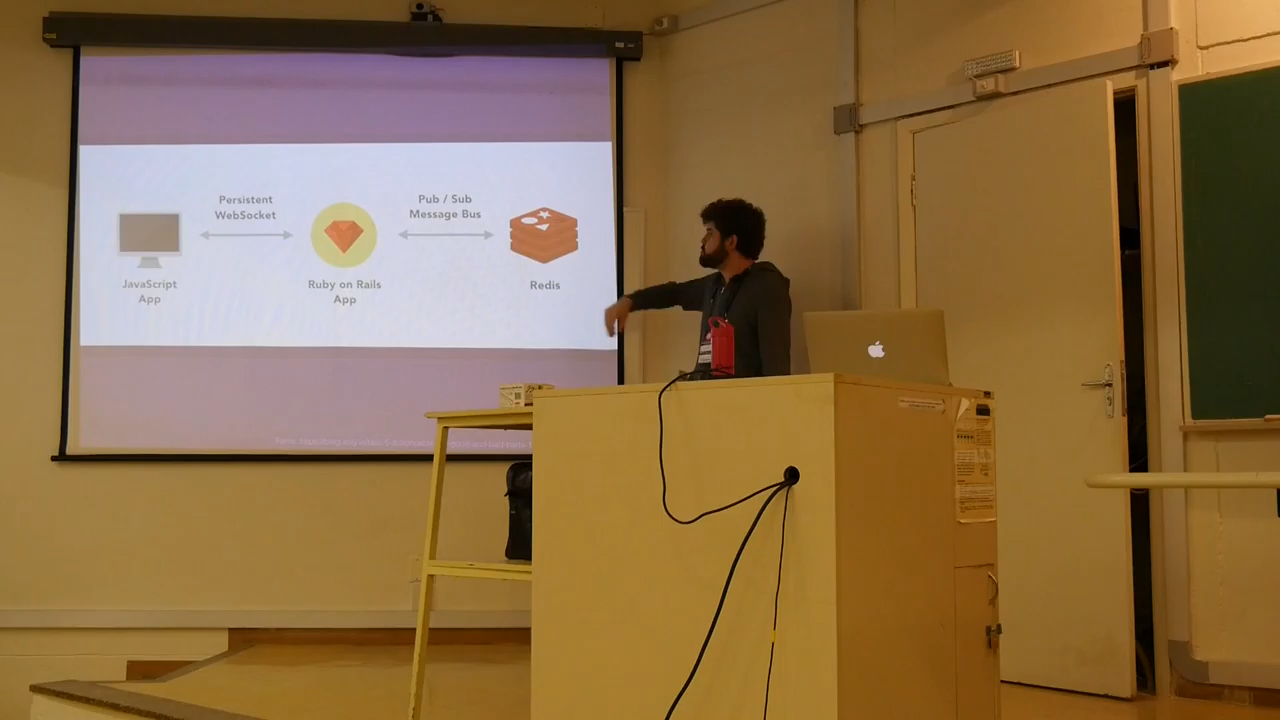 Persistent
WebSocket
Pub / Sub
Message Bus
JavaScript
App
Ruby on Rails
App
Redis